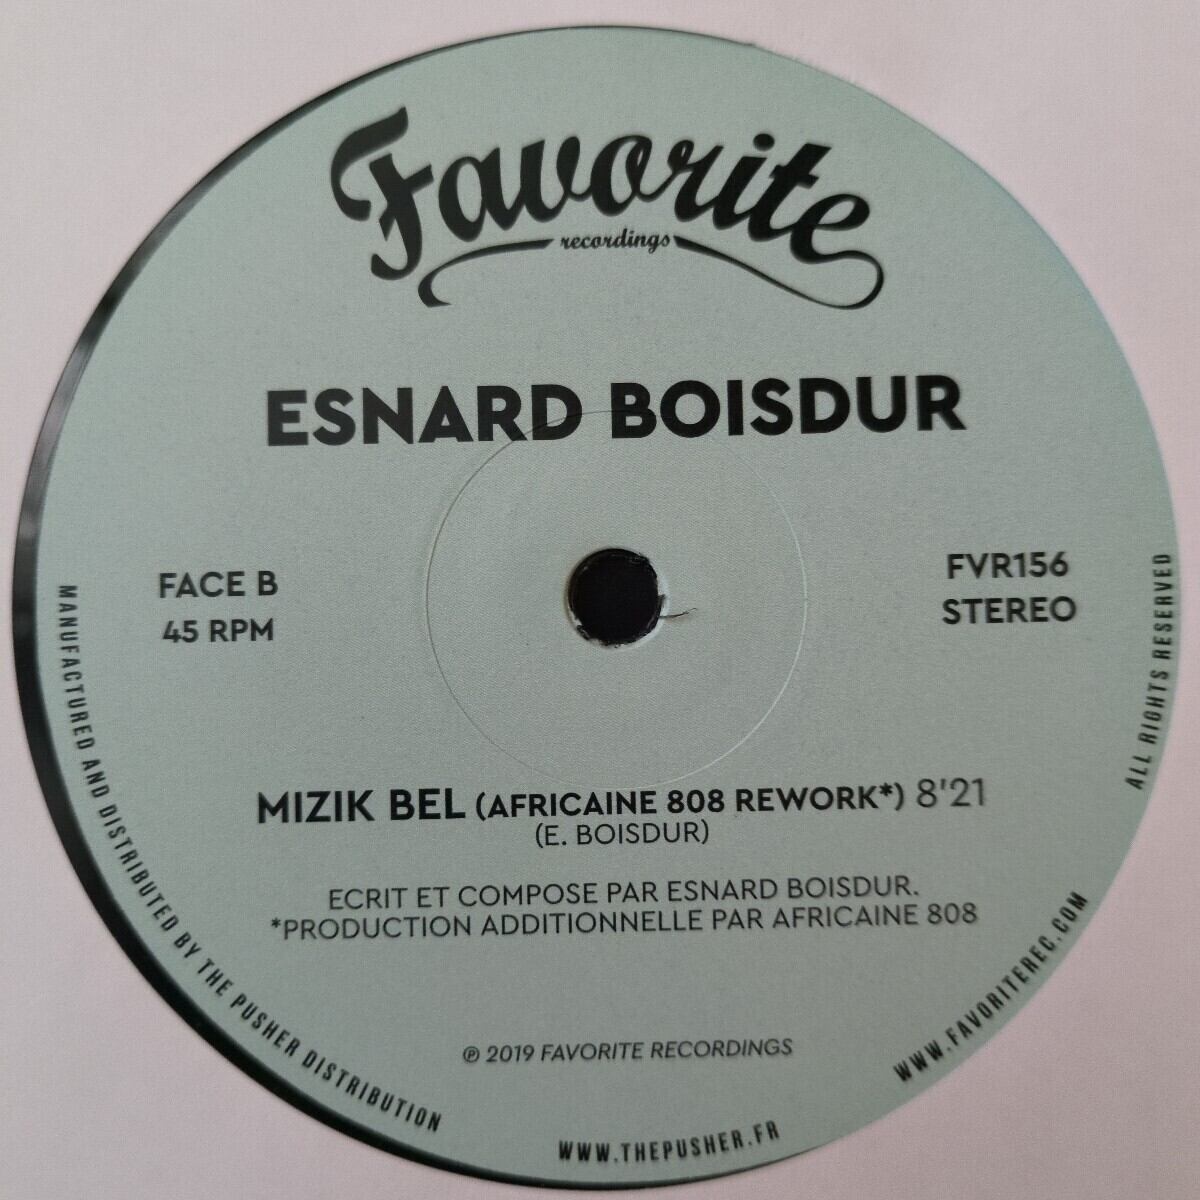 Favorite
recordings
ESNARD BOISDUR
FACE B
45 RPM
FVR156
STEREO
MIZIK BEL (AFRICAINE 808 REWORK*) 8'21
(E. BOISDUR)
ECRIT ET COMPOSE PAR ESNARD BOISDUR.
*PRODUCTION ADDITIONNELLE PAR AFRICAINE 808
℗ 2019 FAVORITE RECORDINGS
MANUFACTURED AND DISTRIBUTED BY THE PUSHER DISTRIBUTION
WWW.THEPUSHER.FR
WWW.FAVORITEREC.COM
ALL RIGHTS RESERVED